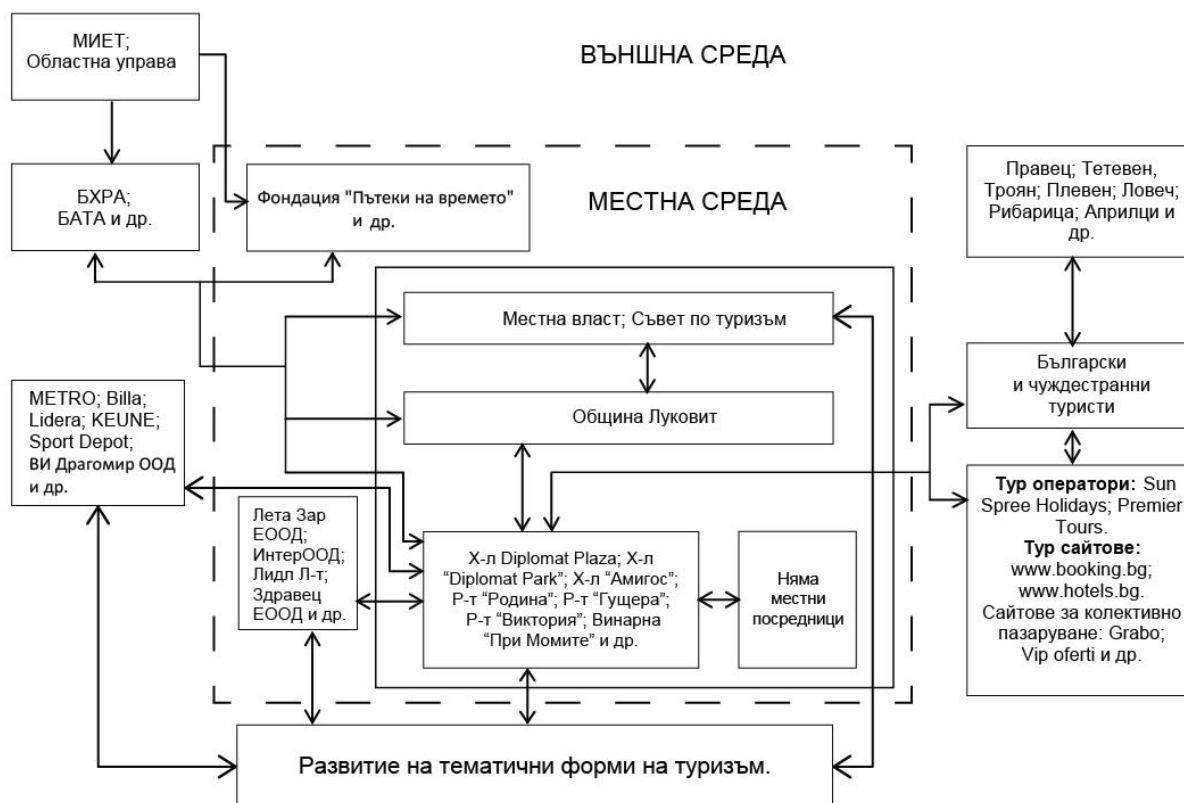 МИЕТ;
Областна управа
ВЪНШНА СРЕДА
БХРА;
БАТА и др.
Фондация "Пътеки на времето"
и др.
МЕСТНА СРЕДА
Правец; Тетевен,
Троян; Плевен; Ловеч;
Рибарица; Априлци и
др.
Местна власт; Съвет по туризъм
Български
и чуждестранни
туристи
METRO; Billa;
Lidera; KEUNE;
Sport Depot;
ВИ Драгомир ООД
и др.
Община Луковит
Лета Зар
ЕООД;
ИнтерООД;
Лидл Л-т;
Здравец
ЕООД и др.
Х-л Diplomat Plaza; Х-л
“Diplomat Park”; Х-л “Амигос”;
Р-т “Родина”; Р-т “Гущера”;
Р-т “Виктория”; Винарна
“При Момите” и др.
Няма
местни
посредници
Тур оператори: Sun
Spree Holidays; Premier
Tours.
Тур сайтове:
www.booking.bg;
www.hotels.bg.
Сайтове за колективно
пазаруване: Grabo;
Vip oferti и др.
Развитие на тематични форми на туризъм.